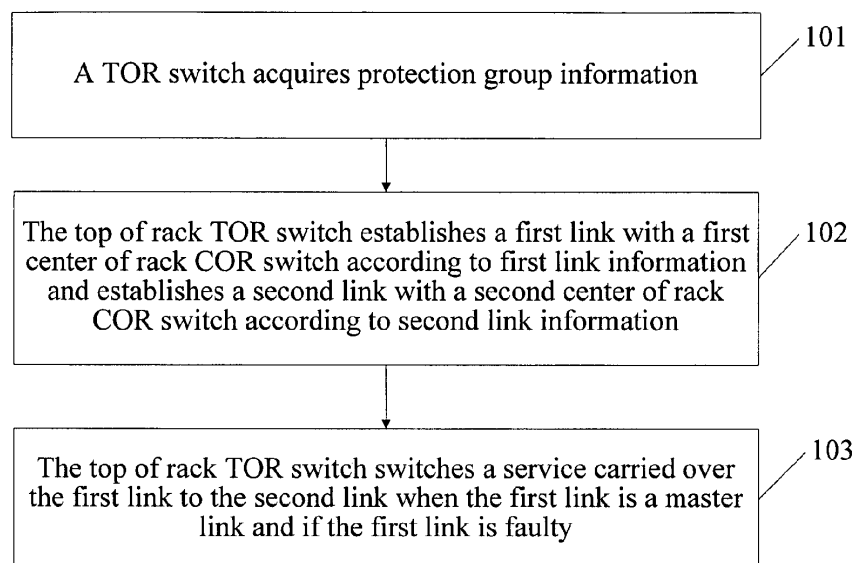 101
A TOR switch acquires protection group information
102
The top of rack TOR switch establishes a first link with a first
center of rack COR switch according to first link information
and establishes a second link with a second center of rack
COR switch according to second link information
103
The top of rack TOR switch switches a service carried over
the first link to the second link when the first link is a master
link and if the first link is faulty